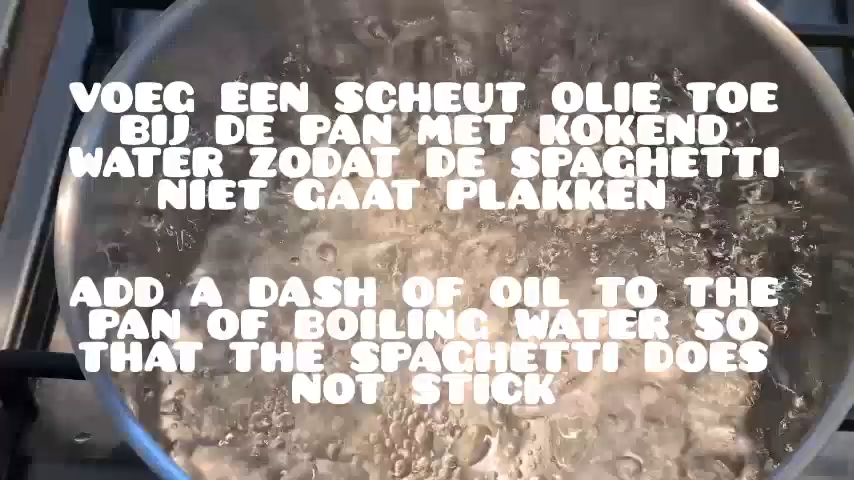 VOEG EEN SCHEUT OLIE TOE
BIJ DE PAN MET KOKEND
WATER ZODAT DE SPAGHETTI
NIET GAAT PLAKKEN
ADD A DASH OF OIL TO THE
PAN OF BOILING WATER SO
THAT THE SPAGHETTI DOES
NOT STICK